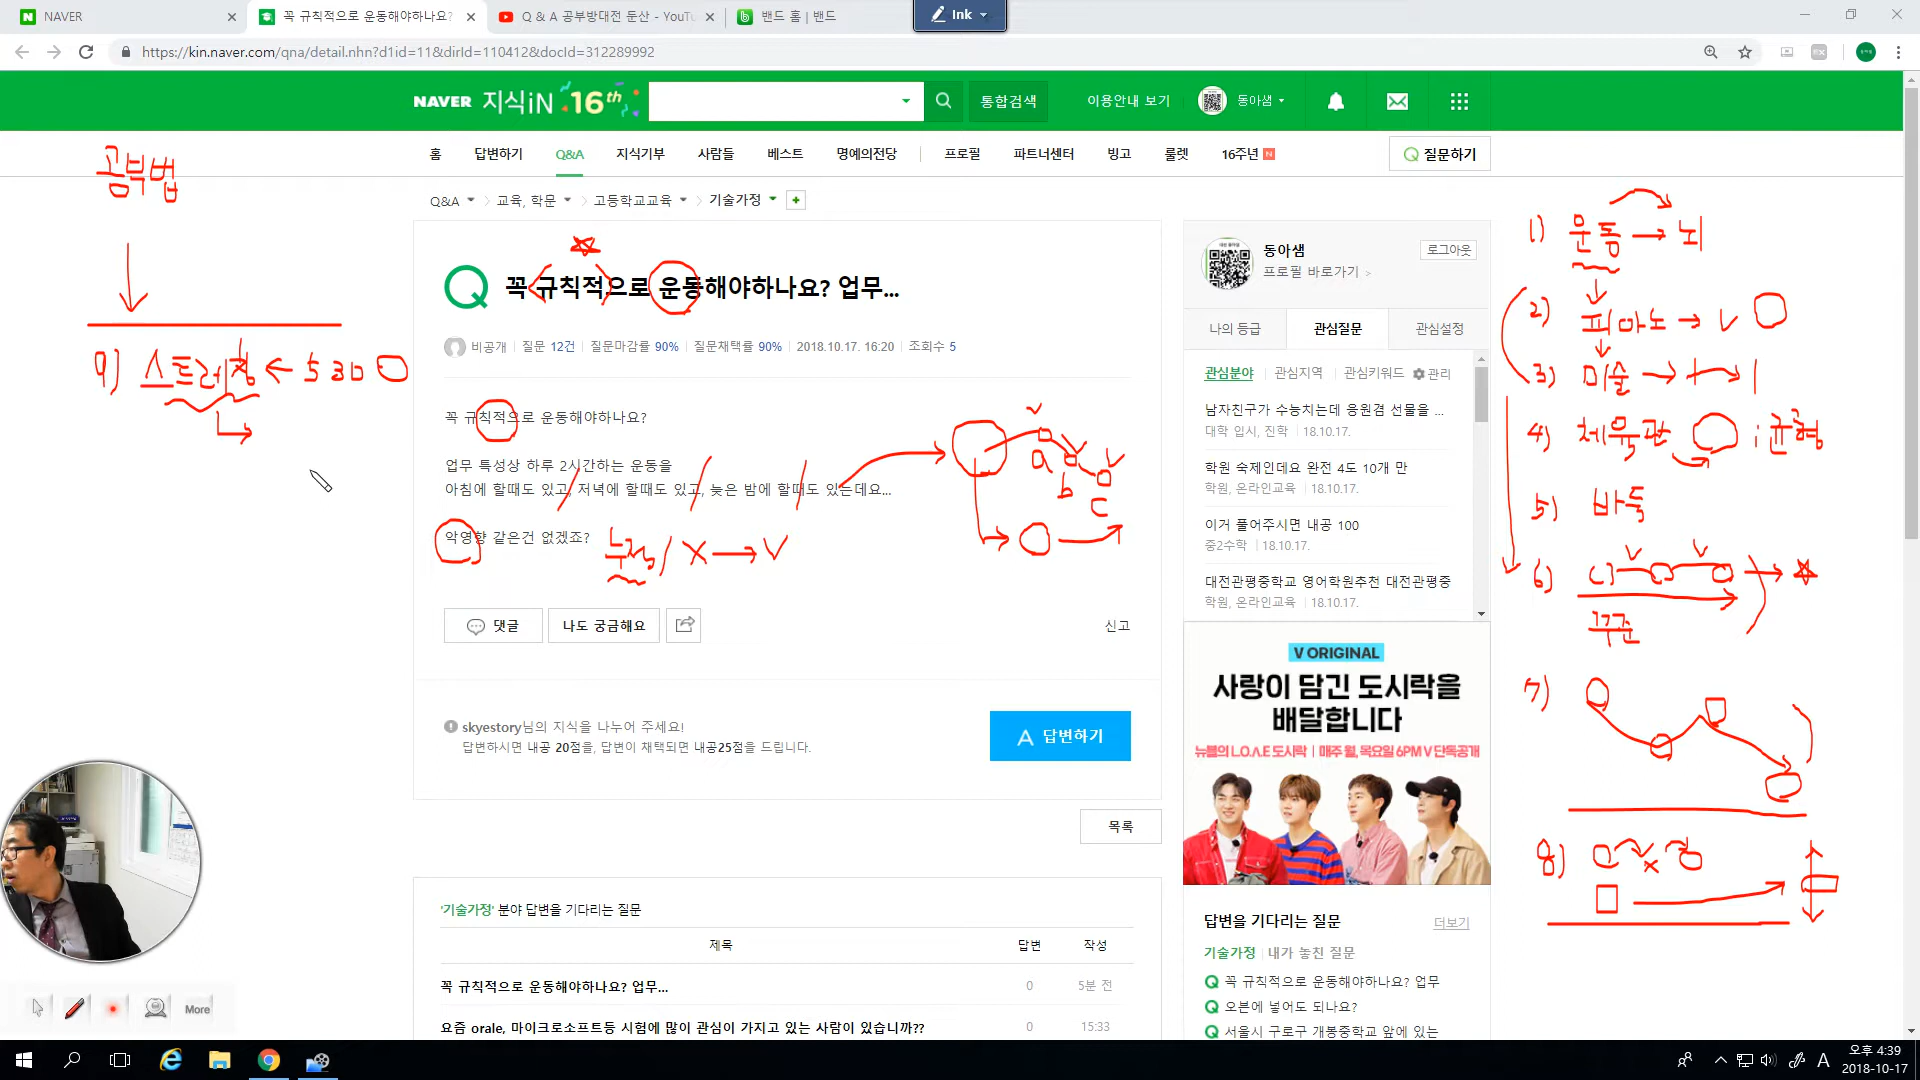 NAVER
꼭 규칙적으로 운동해야하나요?
Q & A 공부방대전 둔산 - YouTu
밴드 홈 | 밴드
Ink
https://kin.naver.com/qna/detail.nhn?d1id=11&dirId=110412&docId=312289992
NAVER 지식iN 16th
통합검색
이용안내 보기
동아샘
홈 답변하기 Q&A 지식기부 사람들 베스트 명예의전당 프로필 파트너센터 빙고 룰렛 16주년 N
질문하기
공부법
Q&A 교육, 학문 고등학교교육 기술가정 +
꼭 규칙적으로 운동해야하나요? 업무...
비공개 질문 12건 질문마감률 90% 질문채택률 90% 2018.10.17. 16:20 조회수 5
9) 스트레칭 ← 530
꼭 규칙적으로 운동해야하나요?
업무 특성상 하루 2시간하는 운동을
아침에 할때도 있고, 저녁에 할때도 있고, 늦은 밤에 할때도 있는데요...
악영향 같은건 없겠죠?
누적/ X → V
a
b
c
댓글 나도 궁금해요 신고
skyestory님의 지식을 나누어 주세요!
답변하시면 내공 20점을, 답변이 채택되면 내공25점을 드립니다.
답변하기
목록
'기술가정' 분야 답변을 기다리는 질문
제목 답변 작성
꼭 규칙적으로 운동해야하나요? 업무... 0 5분 전
요즘 orale, 마이크로소프트등 시험에 많이 관심이 가지고 있는 사람이 있습니까?? 0 15:33
동아샘
로그아웃
프로필 바로가기 >
나의 등급 관심질문 관심설정
관심분야 관심지역 관심키워드 관리
남자친구가 수능치는데 응원겸 선물을 ...
대학 입시, 진학 18.10.17.
학원 숙제인데요 완전 4도 10개 만
학원, 온라인교육 18.10.17.
이거 풀어주시면 내공 100
중2수학 18.10.17.
대전관평중학교 영어학원추천 대전관평중
학원, 온라인교육 18.10.17.
V ORIGINAL
사랑이 담긴 도시락을
배달합니다
뉴블의 L.O.Λ.E 도시락 | 매주 월, 목요일 6PM V 단독공개
답변을 기다리는 질문 더보기
기술가정 내가 놓친 질문
꼭 규칙적으로 운동해야하나요? 업무
오븐에 넣어도 되나요?
서울시 구로구 개봉중학교 앞에 있는
1) 운동 → 뇌
2) 피아노 → V
3) 미술 →
4) 체육관 ; 균형
5) 바둑
6)
꾸준
7)
8)
More
A
오후 4:39
2018-10-17